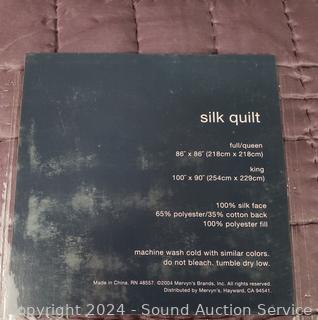 silk quilt
full/queen
86" x 86" (218cm x 218cm)
king
100" x 90" (254cm x 229cm)
100% silk face
65% polyester/35% cotton back
100% polyester fill
machine wash cold with similar colors.
do not bleach. tumble dry low.
Made in China, RN 48557. ©2004 Mervyn's Brands, Inc. All rights reserved.
Distributed by Mervyn's, Hayward, CA 94541.
Copyright 2024 - Sound Auction Service